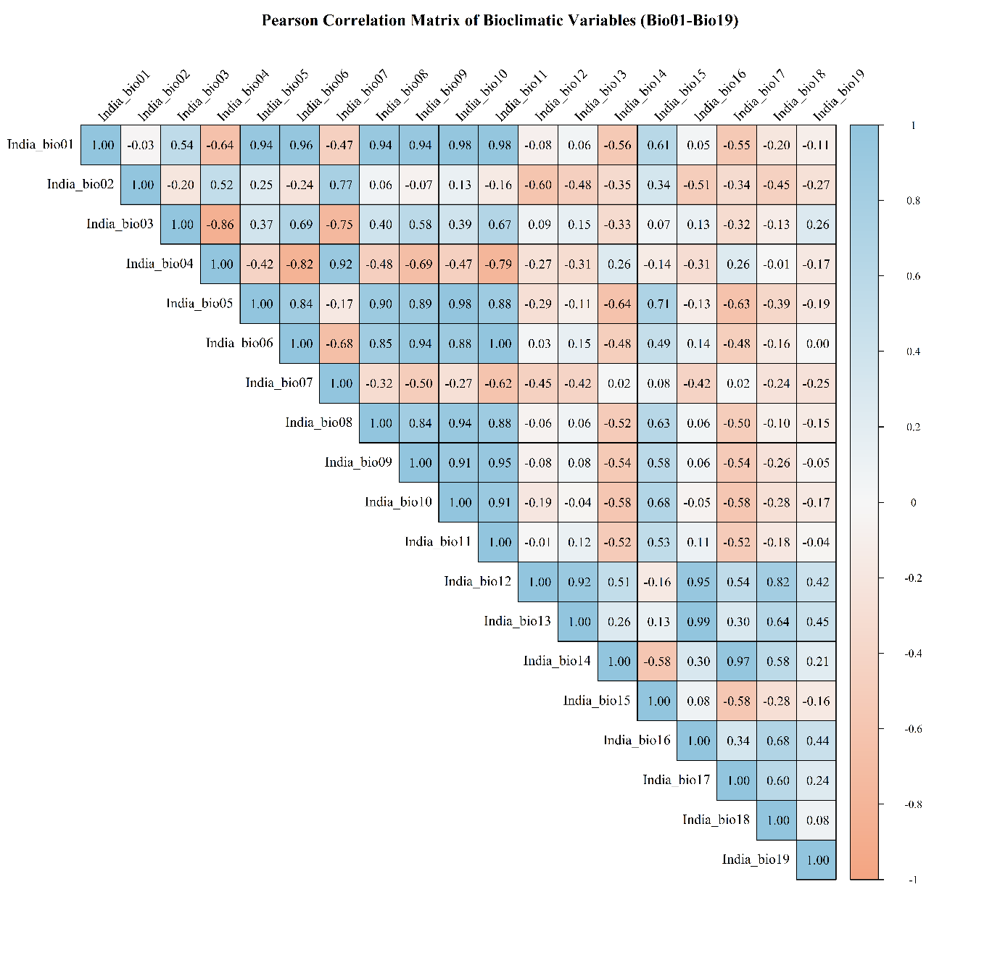 Pearson Correlation Matrix of Bioclimatic Variables (Bio01-Bio19)
India_bio01 India_bio02 India_bio03 India_bio04 India_bio05 India_bio06 India_bio07 India_bio08 India_bio09 India_bio10 India_bio11 India_bio12 India_bio13 India_bio14 India_bio15 India_bio16 India_bio17 India_bio18 India_bio19
India_bio01 1.00 -0.03 0.54 -0.64 0.94 0.96 -0.47 0.94 0.94 0.98 0.98 -0.08 0.06 -0.56 0.61 0.05 -0.55 -0.20 -0.11
India_bio02 1.00 -0.20 0.52 0.25 -0.24 0.77 0.06 -0.07 0.13 -0.16 -0.60 -0.48 -0.35 0.34 -0.51 -0.34 -0.45 -0.27
India_bio03 1.00 -0.86 0.37 0.69 -0.75 0.40 0.58 0.39 0.67 0.09 0.15 -0.33 0.07 0.13 -0.32 -0.13 0.26
India_bio04 1.00 -0.42 -0.82 0.92 -0.48 -0.69 -0.47 -0.79 -0.27 -0.31 0.26 -0.14 -0.31 0.26 -0.01 -0.17
India_bio05 1.00 0.84 -0.17 0.90 0.89 0.98 0.88 -0.29 -0.11 -0.64 0.71 -0.13 -0.63 -0.39 -0.19
India_bio06 1.00 -0.68 0.85 0.94 0.88 1.00 0.03 0.15 -0.48 0.49 0.14 -0.48 -0.16 0.00
India_bio07 1.00 -0.32 -0.50 -0.27 -0.62 -0.45 -0.42 0.02 0.08 -0.42 0.02 -0.24 -0.25
India_bio08 1.00 0.84 0.94 0.88 -0.06 0.06 -0.52 0.63 0.06 -0.50 -0.10 -0.15
India_bio09 1.00 0.91 0.95 -0.08 0.08 -0.54 0.58 0.06 -0.54 -0.26 -0.05
India_bio10 1.00 0.91 -0.19 -0.04 -0.58 0.68 -0.05 -0.58 -0.28 -0.17
India_bio11 1.00 -0.01 0.12 -0.52 0.53 0.11 -0.52 -0.18 -0.04
India_bio12 1.00 0.92 0.51 -0.16 0.95 0.54 0.82 0.42
India_bio13 1.00 0.26 0.13 0.99 0.30 0.64 0.45
India_bio14 1.00 -0.58 0.30 0.97 0.58 0.21
India_bio15 1.00 0.08 -0.58 -0.28 -0.16
India_bio16 1.00 0.34 0.68 0.44
India_bio17 1.00 0.60 0.24
India_bio18 1.00 0.08
India_bio19 1.00
1
0.8
0.6
0.4
0.2
0
-0.2
-0.4
-0.6
-0.8
-1